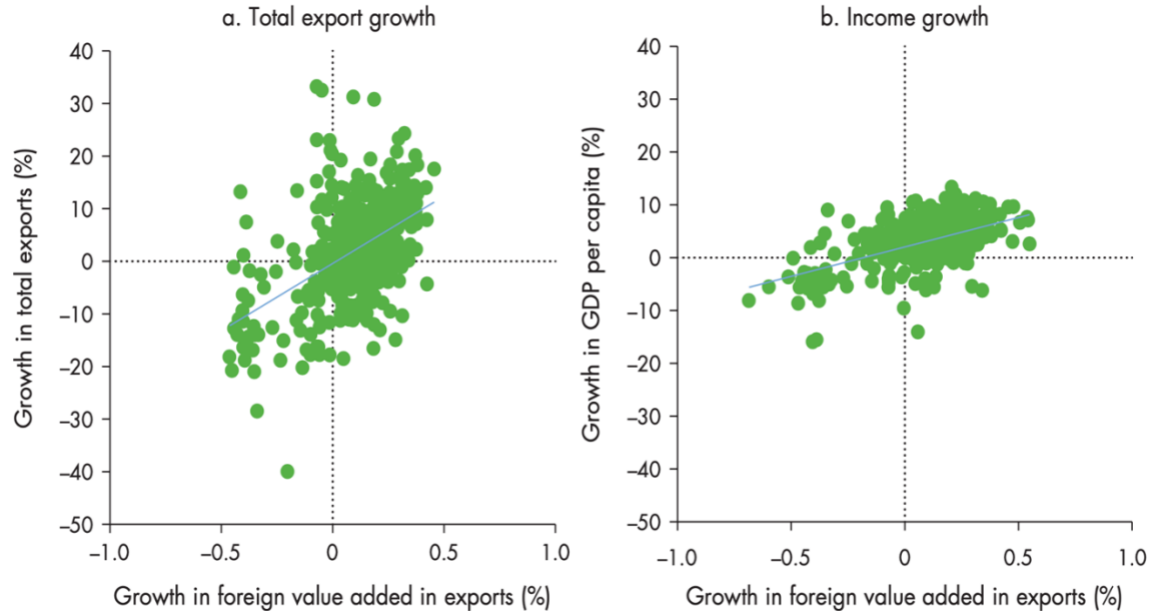 a. Total export growth
40
30
20
10
0
–10
–20
–30
–40
–50
–1.0 –0.5 0 0.5 1.0
Growth in total exports (%)
Growth in foreign value added in exports (%)
b. Income growth
40
30
20
10
0
–10
–20
–30
–40
–50
–1.0 –0.5 0 0.5 1.0
Growth in GDP per capita (%)
Growth in foreign value added in exports (%)